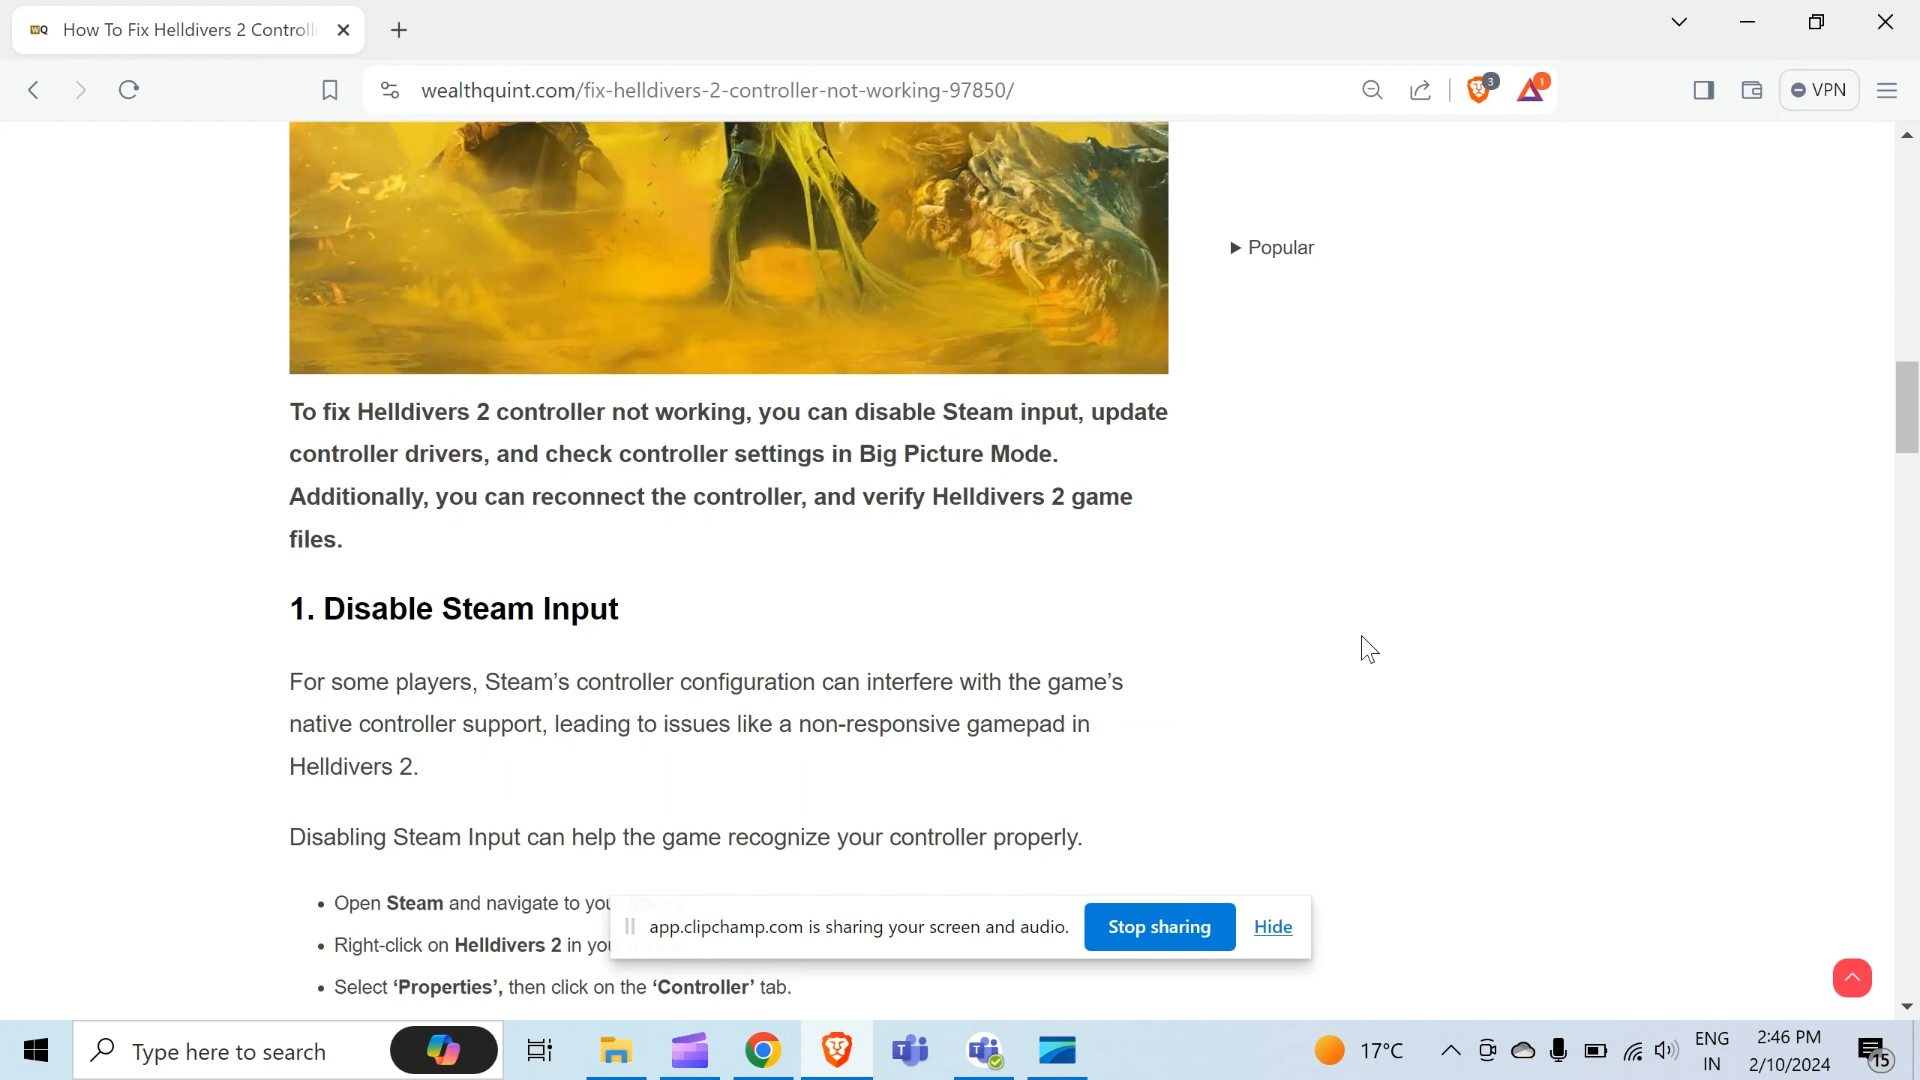 WQ How To Fix Helldivers 2 Controll
wealthquint.com/fix-helldivers-2-controller-not-working-97850/
3
1
VPN
Popular
To fix Helldivers 2 controller not working, you can disable Steam input, update
controller drivers, and check controller settings in Big Picture Mode.
Additionally, you can reconnect the controller, and verify Helldivers 2 game
files.
1. Disable Steam Input
For some players, Steam’s controller configuration can interfere with the game’s
native controller support, leading to issues like a non-responsive gamepad in
Helldivers 2.
Disabling Steam Input can help the game recognize your controller properly.
• Open Steam and navigate to you
• Right-click on Helldivers 2 in you
• Select ‘Properties’, then click on the ‘Controller’ tab.
app.clipchamp.com is sharing your screen and audio.
Stop sharing
Hide
Type here to search
17°C
ENG
IN
2:46 PM
2/10/2024
15